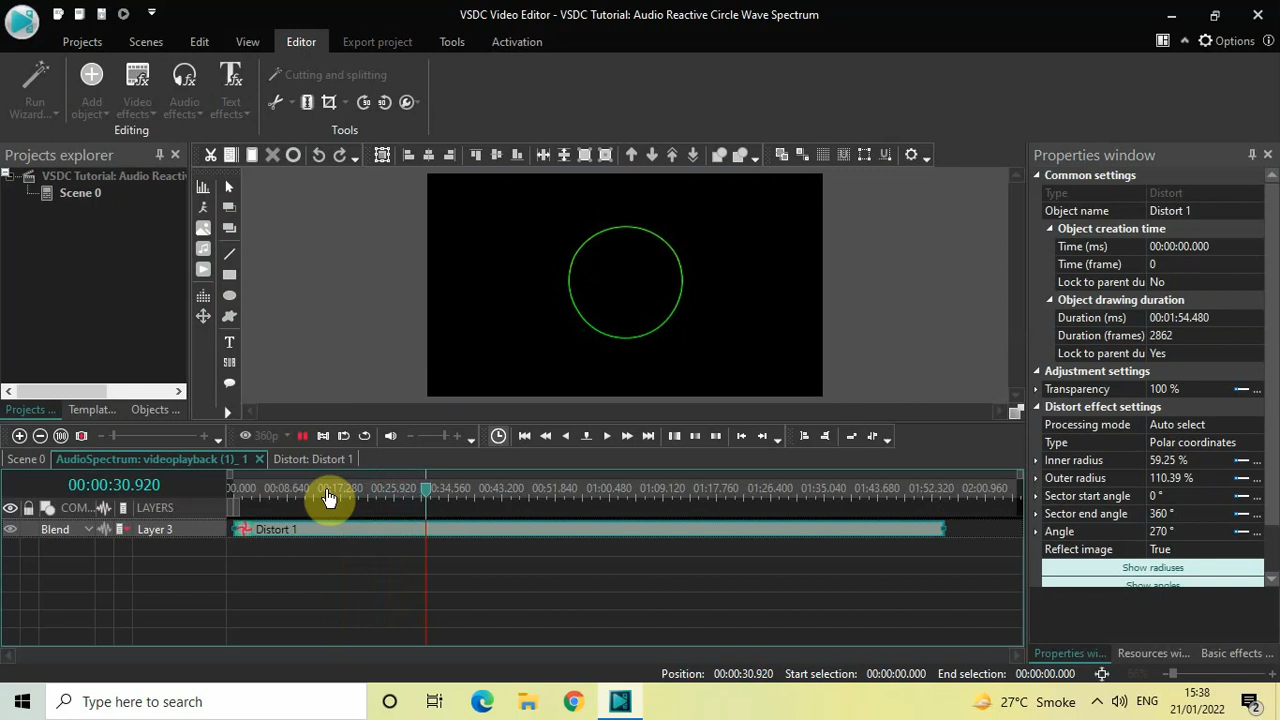 VSDC Video Editor - VSDC Tutorial: Audio Reactive Circle Wave Spectrum
Projects Scenes Edit View Editor Export project Tools Activation
Options
Run Wizard...
Add object
Video effects
Audio effects
Text effects
Editing
Cutting and splitting
Tools
Projects explorer
VSDC Tutorial: Audio Reactiv
Scene 0
Projects ... Templat... Objects ...
Properties window
Common settings
Type Distort
Object name Distort 1
Object creation time
Time (ms) 00:00:00.000
Time (frame) 0
Lock to parent du No
Object drawing duration
Duration (ms) 00:01:54.480
Duration (frames) 2862
Lock to parent du Yes
Adjustment settings
Transparency 100 % ...
Distort effect settings
Processing mode Auto select
Type Polar coordinates
Inner radius 59.25 % ...
Outer radius 110.39 % ...
Sector start angle 0° ...
Sector end angle 360° ...
Angle 270° ...
Reflect image True
Show radiuses
Show angles
Properties wi... Resources wi... Basic effects ...
360p
Scene 0 AudioSpectrum: videoplayback (1)_ 1 Distort: Distort 1
00:00:30.920
0:000 00:08.640 00:17.280 00:25.920 00:34.560 00:43.200 00:51.840 01:00.480 01:09.120 01:17.760 01:26.400 01:35.040 01:43.680 01:52.320 02:00.960
COM... LAYERS
Blend Layer 3 Distort 1
Position: 00:00:30.920 Start selection: 00:00:00.000 End selection: 00:00:00.000
Type here to search
27°C Smoke
ENG
15:38
21/01/2022
2